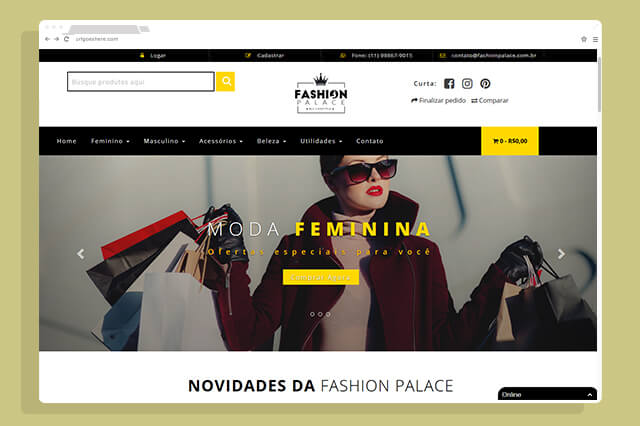 urlgoeshere.com
Logar Cadastrar Fone: (11) 99867-9015 contato@fashionpalace.com.br
Busque produtos aqui
FASHION
PALACE
Curta:
Finalizar pedido Comparar
Home Feminino Masculino Acessórios Beleza Utilidades Contato
0 - R$0,00
MODA FEMININA
Ofertas especiais para você
Comprar Agora
NOVIDADES DA FASHION PALACE
Online